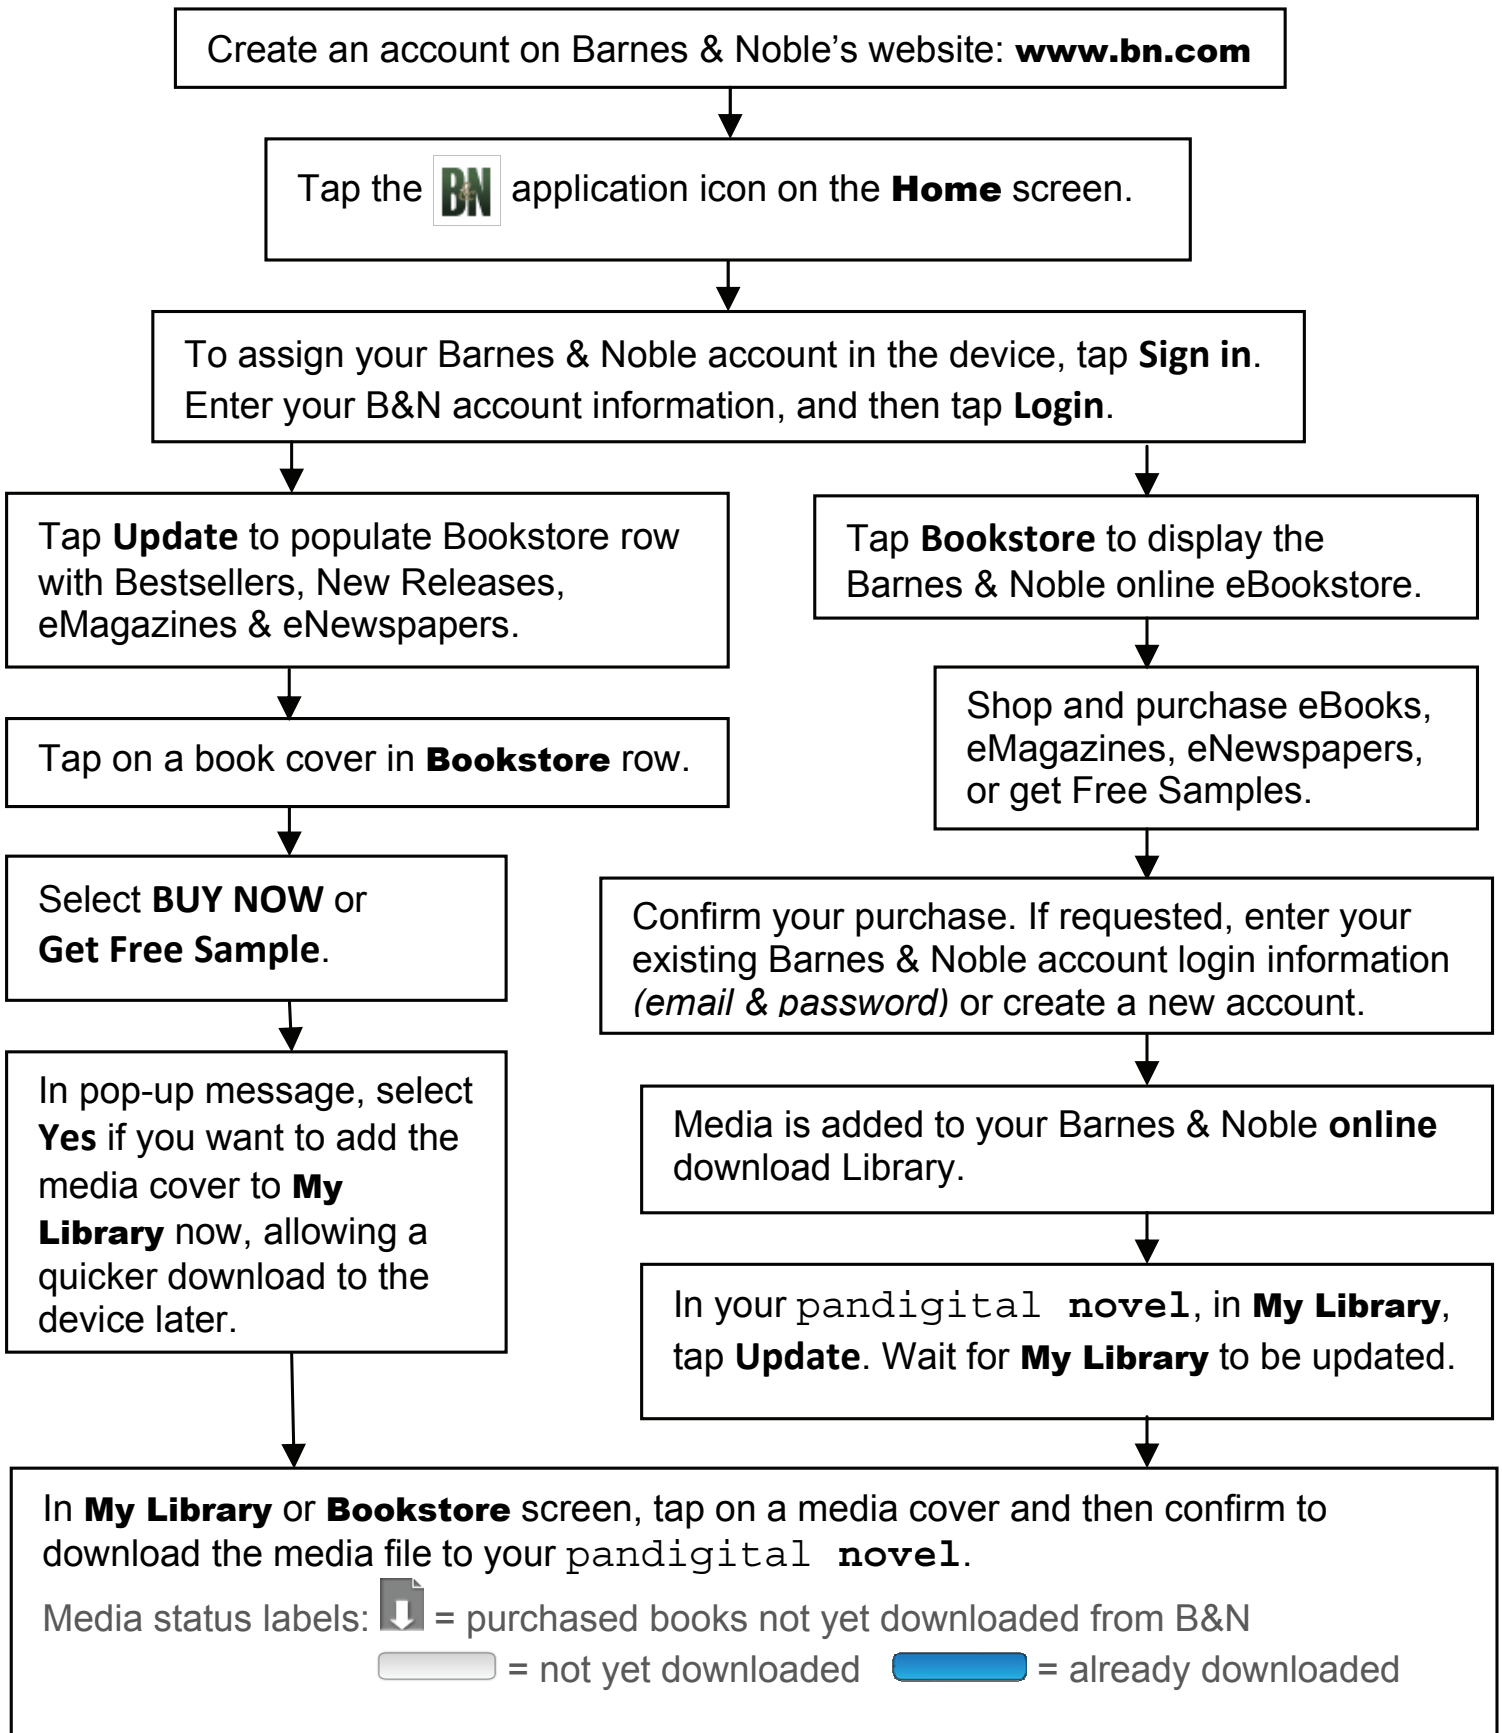 Create an account on Barnes & Noble’s website: www.bn.com
Tap the B&N application icon on the Home screen.
To assign your Barnes & Noble account in the device, tap Sign in.
Enter your B&N account information, and then tap Login.
Tap Update to populate Bookstore row
with Bestsellers, New Releases,
eMagazines & eNewspapers.
Tap on a book cover in Bookstore row.
Select BUY NOW or
Get Free Sample.
In pop-up message, select
Yes if you want to add the
media cover to My
Library now, allowing a
quicker download to the
device later.
Tap Bookstore to display the
Barnes & Noble online eBookstore.
Shop and purchase eBooks,
eMagazines, eNewspapers,
or get Free Samples.
Confirm your purchase. If requested, enter your
existing Barnes & Noble account login information
(email & password) or create a new account.
Media is added to your Barnes & Noble online
download Library.
In your pandigital novel, in My Library,
tap Update. Wait for My Library to be updated.
In My Library or Bookstore screen, tap on a media cover and then confirm to
download the media file to your pandigital novel.
Media status labels: = purchased books not yet downloaded from B&N
= not yet downloaded = already downloaded